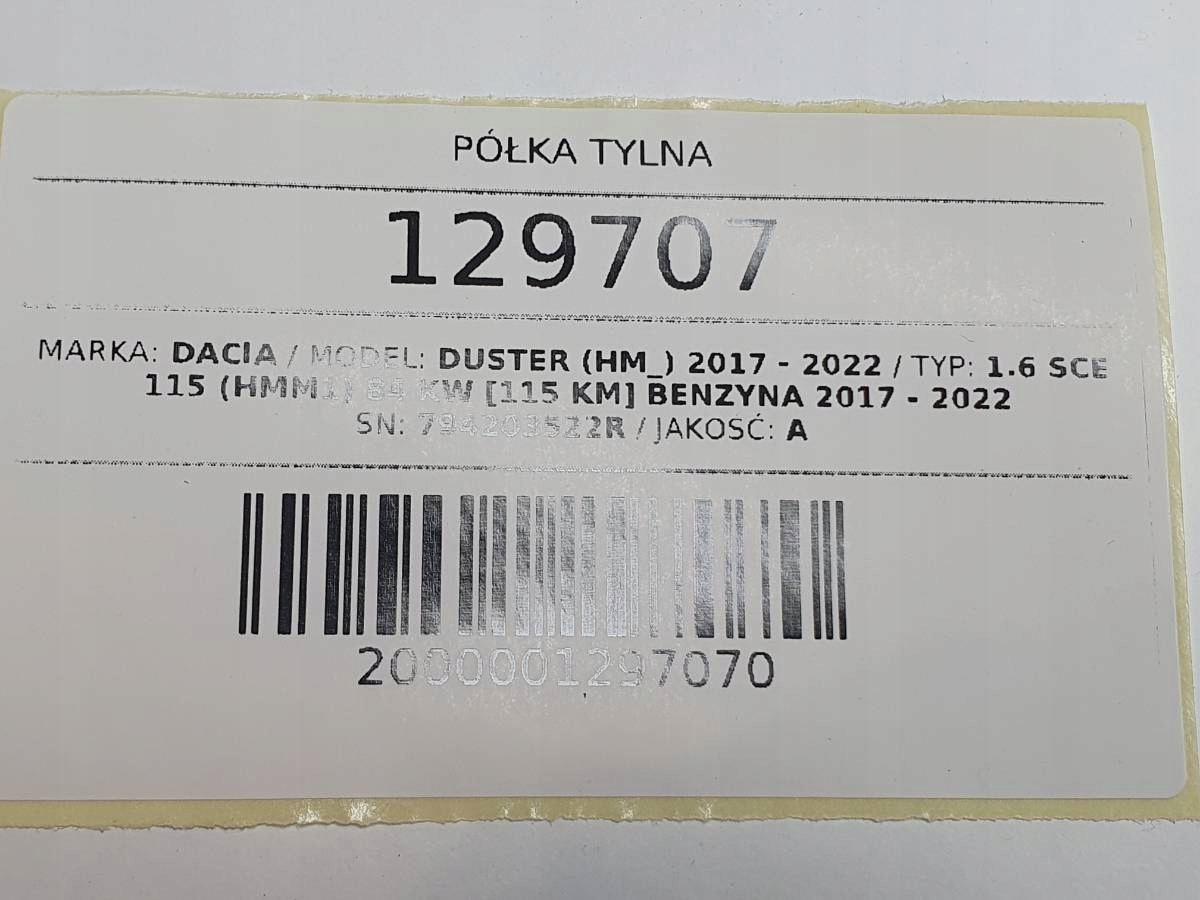 PÓŁKA TYLNA
129707
MARKA: DACIA / MODEL: DUSTER (HM_) 2017 - 2022 / TYP: 1.6 SCE
115 (HMM1) 84 KW [115 KM] BENZYNA 2017 - 2022
SN: 794203522R / JAKOŚĆ: A
2000001297070